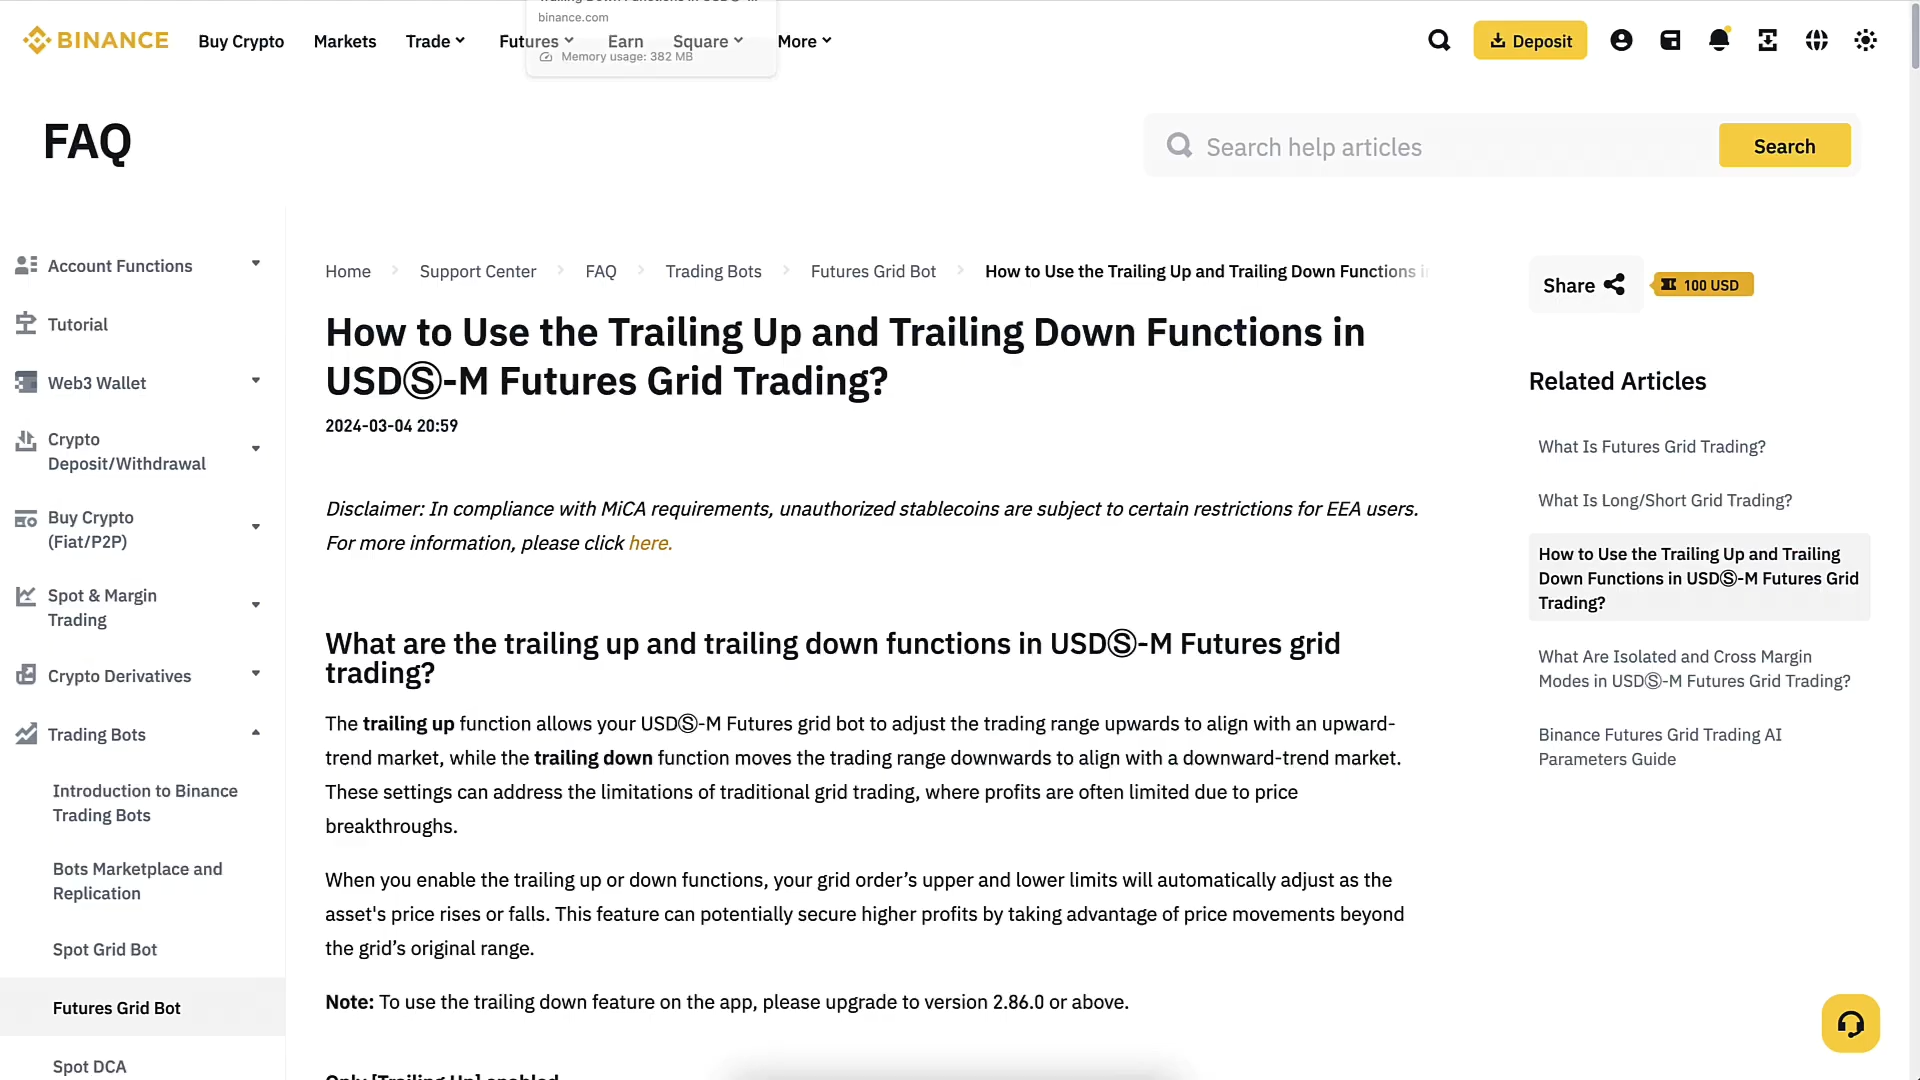 BINANCE
Buy Crypto
Markets
Trade
Futures
Earn
Square
More
binance.com
Memory usage: 382 MB
Deposit
FAQ
Search help articles
Search
Account Functions
Tutorial
Web3 Wallet
Crypto
Deposit/Withdrawal
Buy Crypto
(Fiat/P2P)
Spot & Margin
Trading
Crypto Derivatives
Trading Bots
Introduction to Binance
Trading Bots
Bots Marketplace and
Replication
Spot Grid Bot
Futures Grid Bot
Spot DCA
Home
Support Center
FAQ
Trading Bots
Futures Grid Bot
How to Use the Trailing Up and Trailing Down Functions i
How to Use the Trailing Up and Trailing Down Functions in
USDⓈ-M Futures Grid Trading?
2024-03-04 20:59
Disclaimer: In compliance with MiCA requirements, unauthorized stablecoins are subject to certain restrictions for EEA users.
For more information, please click here.
What are the trailing up and trailing down functions in USDⓈ-M Futures grid
trading?
The trailing up function allows your USDⓈ-M Futures grid bot to adjust the trading range upwards to align with an upward-
trend market, while the trailing down function moves the trading range downwards to align with a downward-trend market.
These settings can address the limitations of traditional grid trading, where profits are often limited due to price
breakthroughs.
When you enable the trailing up or down functions, your grid order’s upper and lower limits will automatically adjust as the
asset's price rises or falls. This feature can potentially secure higher profits by taking advantage of price movements beyond
the grid’s original range.
Note: To use the trailing down feature on the app, please upgrade to version 2.86.0 or above.
Only [Trailing Up] enabled
Share
100 USD
Related Articles
What Is Futures Grid Trading?
What Is Long/Short Grid Trading?
How to Use the Trailing Up and Trailing
Down Functions in USDⓈ-M Futures Grid
Trading?
What Are Isolated and Cross Margin
Modes in USDⓈ-M Futures Grid Trading?
Binance Futures Grid Trading AI
Parameters Guide